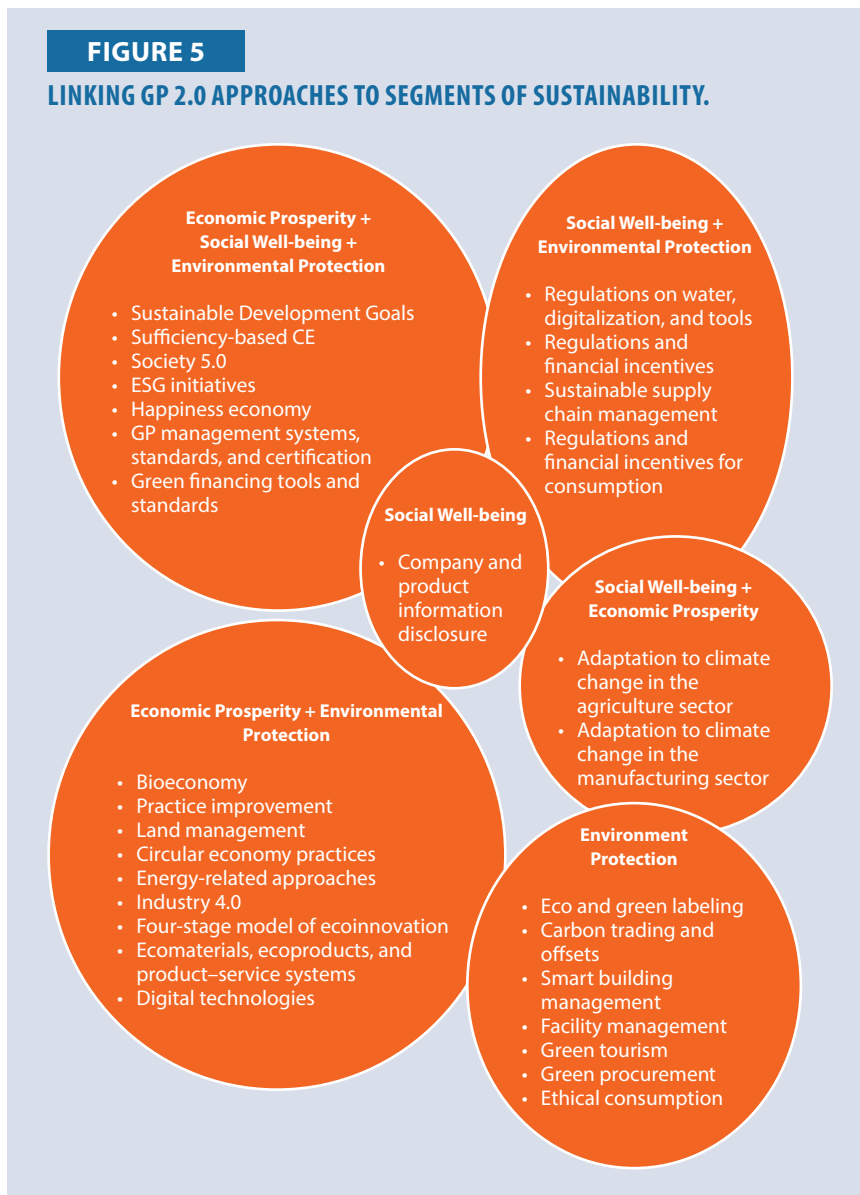 FIGURE 5
LINKING GP 2.0 APPROACHES TO SEGMENTS OF SUSTAINABILITY.
Economic Prosperity +
Social Well-being +
Environmental Protection
• Sustainable Development Goals
• Sufficiency-based CE
• Society 5.0
• ESG initiatives
• Happiness economy
• GP management systems,
standards, and certification
• Green financing tools and
standards
Social Well-being +
Environmental Protection
• Regulations on water,
digitalization, and tools
• Regulations and
financial incentives
• Sustainable supply
chain management
• Regulations and
financial incentives for
consumption
Social Well-being
• Company and
product
information
disclosure
Social Well-being +
Economic Prosperity
• Adaptation to climate
change in the
agriculture sector
• Adaptation to climate
change in the
manufacturing sector
Economic Prosperity + Environmental
Protection
• Bioeconomy
• Practice improvement
• Land management
• Circular economy practices
• Energy-related approaches
• Industry 4.0
• Four-stage model of ecoinnovation
• Ecomaterials, ecoproducts, and
product–service systems
• Digital technologies
Environment
Protection
• Eco and green labeling
• Carbon trading and
offsets
• Smart building
management
• Facility management
• Green tourism
• Green procurement
• Ethical consumption